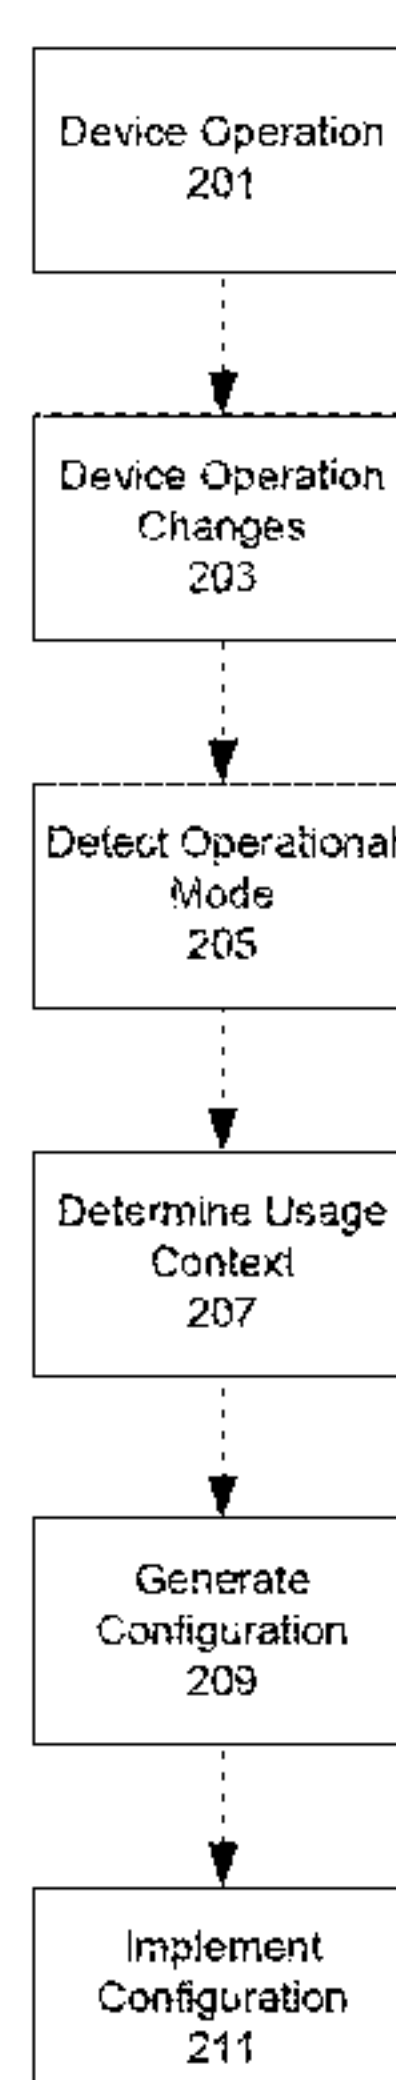 Device Operation
201
Device Operation
Changes
203
Detect Operational
Mode
205
Determine Usage
Context
207
Generate
Configuration
209
Implement
Configuration
211